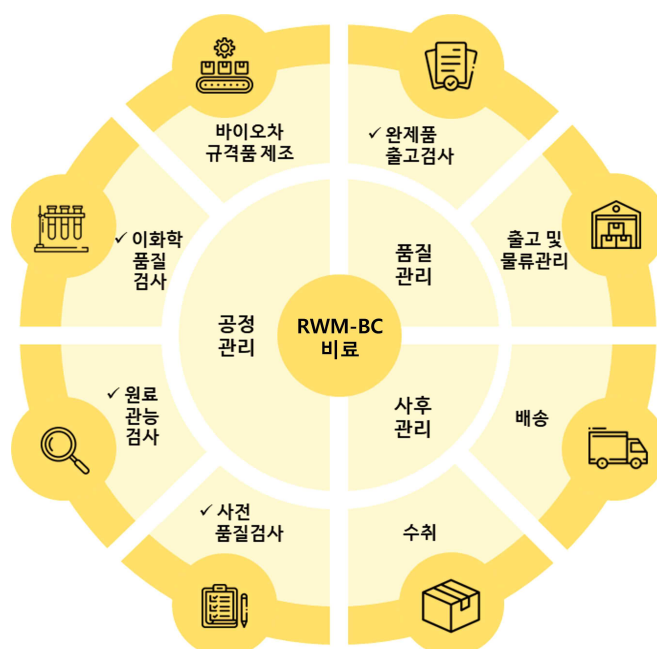 바이오차
규격품 제조
✓ 완제품
출고검사
✓ 이화학
품질
검사
품질
관리
출고 및
물류관리
공정
관리
RWM-BC
비료
✓ 원료
관능
검사
사후
관리
배송
✓ 사전
품질검사
수취